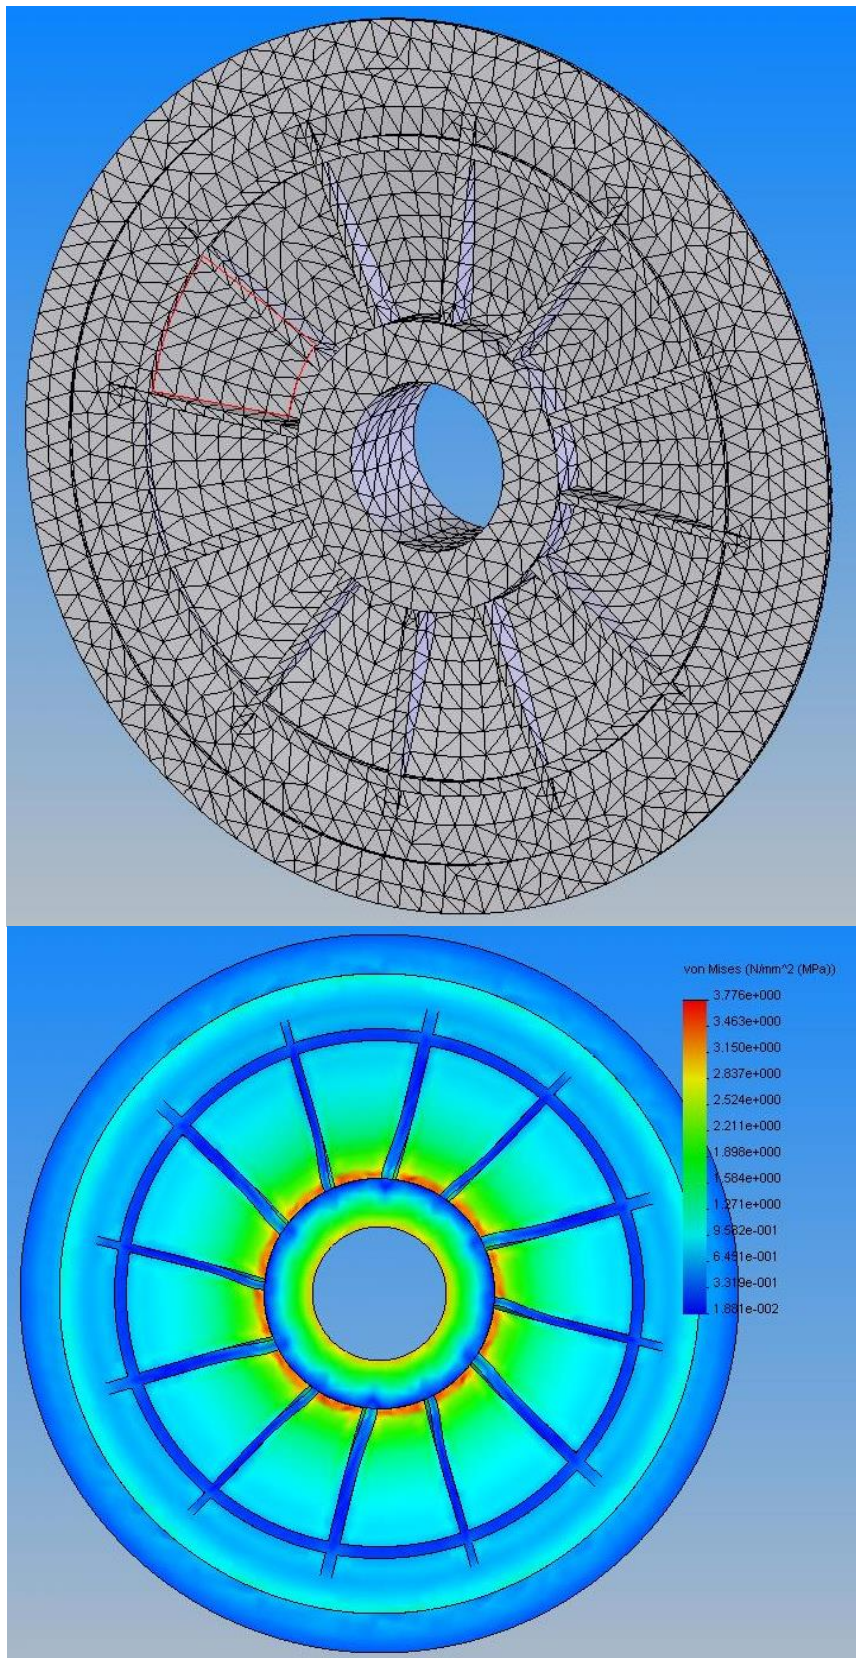 von Mises (N/mm^2 (MPa))
3.776e+000
3.463e+000
3.150e+000
2.837e+000
2.524e+000
2.211e+000
1.898e+000
1.584e+000
1.271e+000
9.582e-001
6.451e-001
3.319e-001
1.881e-002